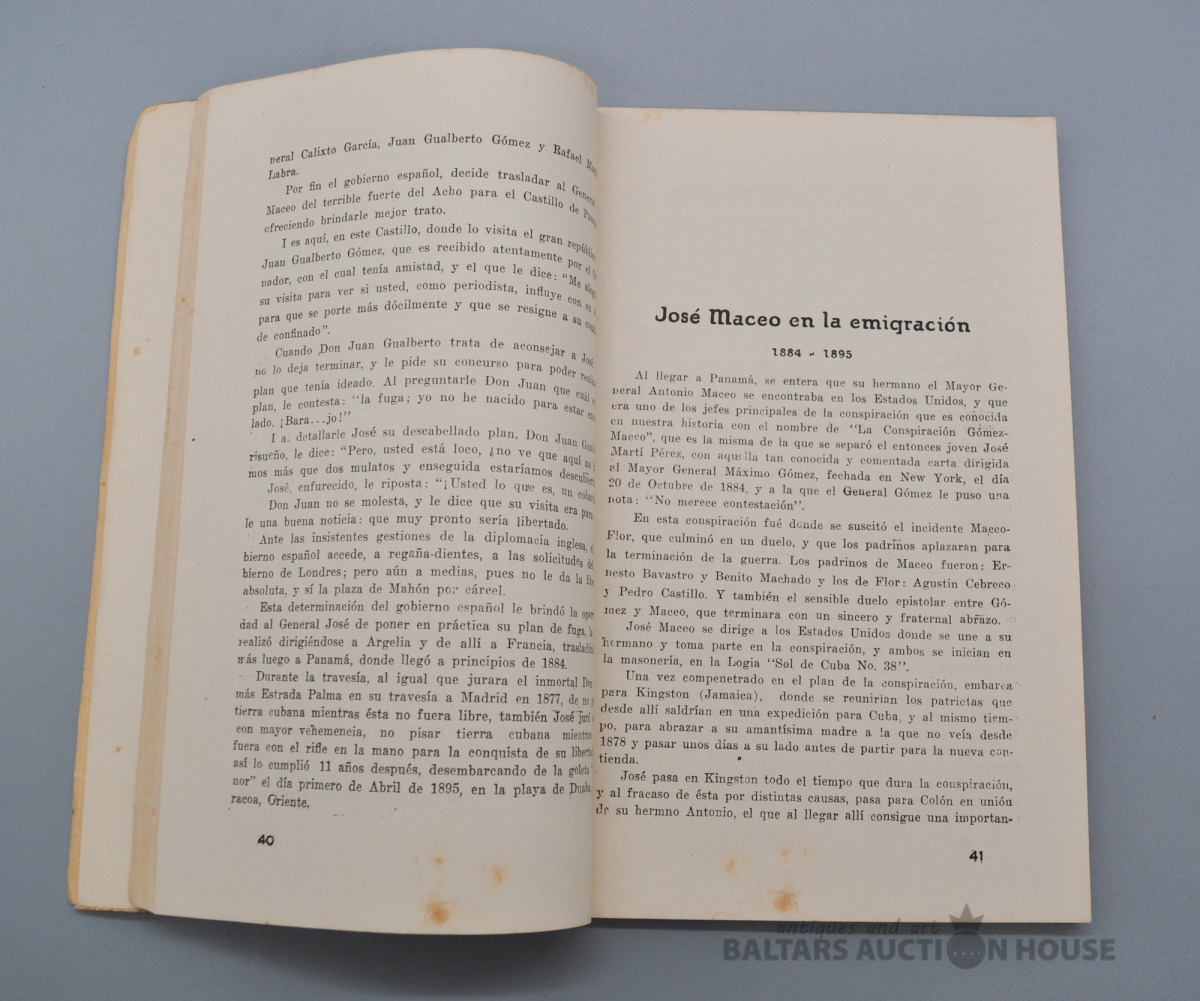 neral Calixto García, Juan Gualberto Gómez y Rafael
Labra.
Por fin el gobierno español, decide trasladar al General
Maceo del terrible fuerte del Acho para el Castillo de
ofreciendo brindarle mejor trato.
I es aquí, en este Castillo, donde lo visita el gran
Juan Gualberto Gómez, que es recibido atentamente por el
nador, con el cual tenía amistad, y el que le dice: "Me
su visita para ver si usted, como periodista, influye con
para que se porte más dócilmente y que se resigne a su
de confinado".
Cuando Don Juan Gualberto trata de aconsejar a José,
no lo deja terminar, y le pide su concurso para poder
plan que tenía ideado. Al preguntarle Don Juan que cuál
plan, le contesta: "la fuga; yo no he nacido para estar
lado. ¡Bara...jo!"
I al detallarle José su descabellado plan, Don Juan
risueño, le dice: "Pero, usted está loco, ¿no ve que aquí no
mos más que dos mulatos y enseguida estaríamos
José, enfurecido, le riposta: "¡Usted lo que es, un
Don Juan no se molesta, y le dice que su visita era para
le una buena noticia: que muy pronto sería libertado.
Ante las insistentes gestiones de la diplomacia inglesa,
bierno español accede, a regaña-dientes, a las solicitudes
bierno de Londres; pero aún a medias, pues no le da la
absoluta, y sí la plaza de Mahón por cárcel.
Esta determinación del gobierno español le brindó la
dad al General José de poner en práctica su plan de fuga,
realizó dirigiéndose a Argelia y de allí a Francia,
más luego a Panamá, donde llegó a principios de 1884.
Durante la travesía, al igual que jurara el inmortal Don
más Estrada Palma en su travesía a Madrid en 1877, de no
tierra cubana mientras ésta no fuera libre, también José
con mayor vehemencia, no pisar tierra cubana mientras
fuera con el rifle en la mano para la conquista de su
así lo cumplió 11 años después, desembarcando de la goleta
nor" el día primero de Abril de 1895, en la playa de Duaba,
racoa, Oriente,
40
José Maceo en la emigración
1884 - 1895
Al llegar a Panamá, se entera que su hermano el Mayor Ge-
neral Antonio Maceo se encontraba en los Estados Unidos, y que
era uno de los jefes principales de la conspiración que es conocida
en nuestra historia con el nombre de "La Conspiración Gómez-
Maceo", que es la misma de la que se separó el entonces joven José
Martí Pérez, con aquella tan conocida y comentada carta dirigida
al Mayor General Máximo Gómez, fechada en New York, el día
20 de Octubre de 1884, y a la que el General Gómez le puso una
nota: "No merece contestación".
En esta conspiración fué donde se suscitó el incidente Maceo-
Flor, que culminó en un duelo, y que los padrinos aplazaran para
la terminación de la guerra. Los padrinos de Maceo fueron: Er-
nesto Bavastro y Benito Machado y los de Flor: Agustín Cebreco
y Pedro Castillo. Y también el sensible duelo epistolar entre Gó-
mez y Maceo, que terminara con un sincero y fraternal abrazo.
José Maceo se dirige a los Estados Unidos donde se une a su
hermano y toma parte en la conspiración, y ambos se inician en
la masonería, en la Logia "Sol de Cuba No. 38".
Una vez compenetrado en el plan de la conspiración, embarca
para Kingston (Jamaica), donde se reunirían los patrietas que
desde allí saldrían en una expedición para Cuba, y al mismo tiem-
po, para abrazar a su amantísima madre a la que no veía desde
1878 y pasar unos días a su lado antes de partir para la nueva con-
tienda.
José pasa en Kingston todo el tiempo que dura la conspiración,
y al fracaso de ésta por distintas causas, pasa para Colón en unión
de su hermno Antonio, el que al llegar allí consigue una importan-
41
antiques and art
BALTARS AUCTION HOUSE